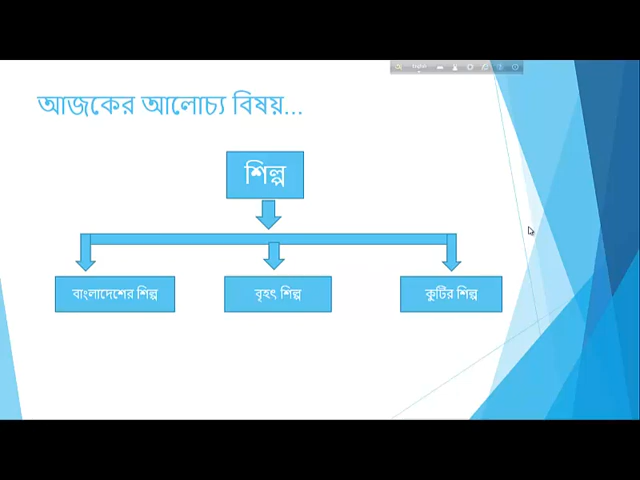 আজকের আলোচ্য বিষয়...
শিল্প
বাংলাদেশের শিল্প
বৃহৎ শিল্প
কুটির শিল্প